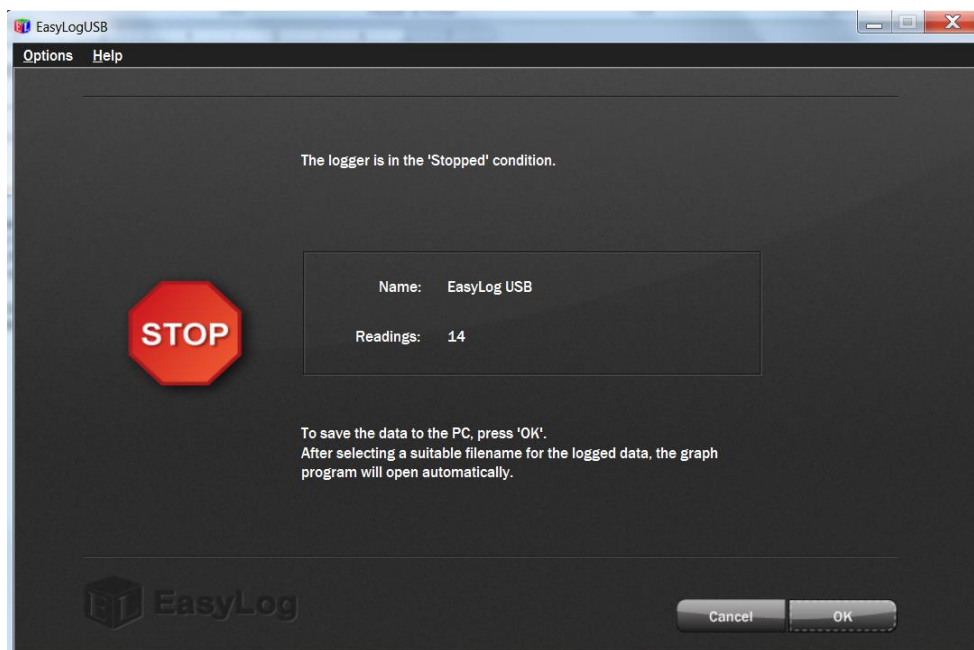 EasyLogUSB
Options Help
The logger is in the 'Stopped' condition.
STOP
Name: EasyLog USB
Readings: 14
To save the data to the PC, press 'OK'.
After selecting a suitable filename for the logged data, the graph
program will open automatically.
EL EasyLog
Cancel OK